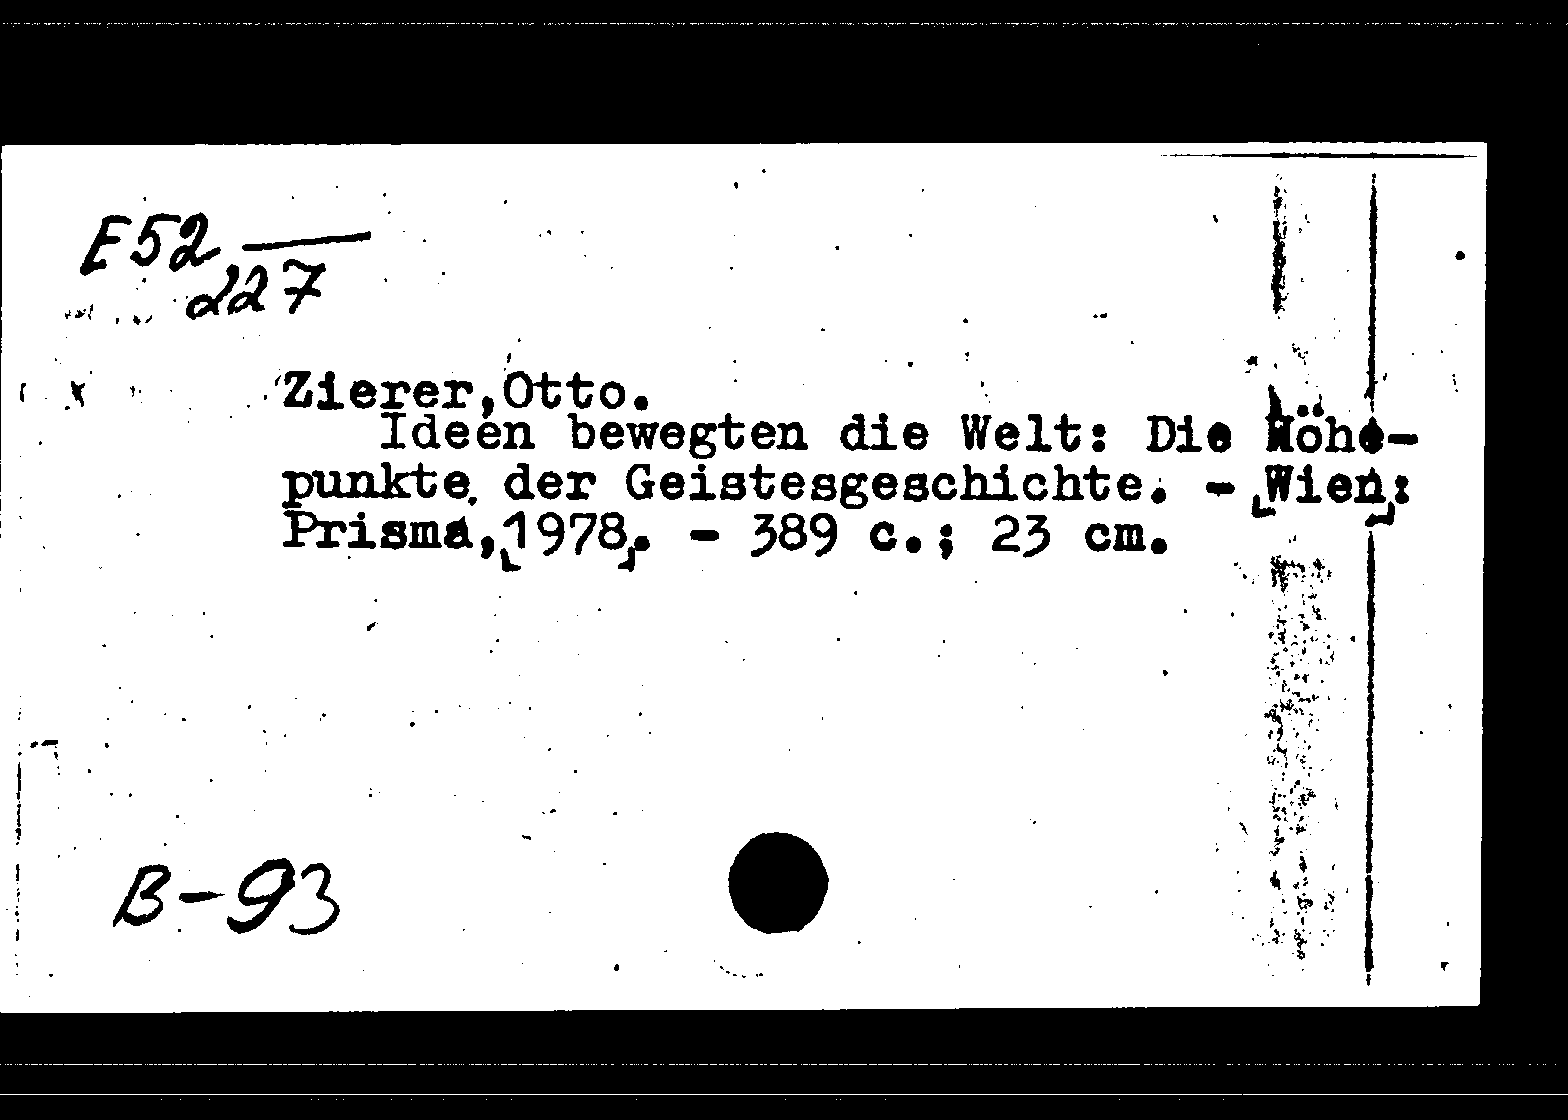 E52
227
Zierer,Otto.
Ideen bewegten die Welt: Die Höhe-
punkte der Geistesgeschichte. - [Wien]:
Prisma,[1978]. - 389 c.; 23 cm.
B-93